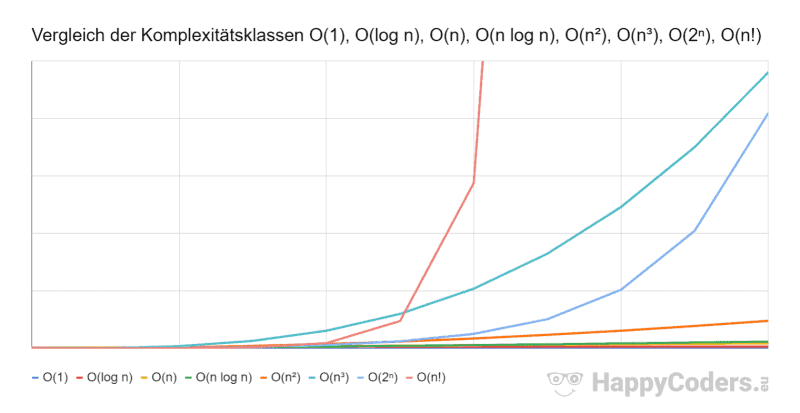 Vergleich der Komplexitätsklassen O(1), O(log n), O(n), O(n log n), O(n²), O(n³), O(2ⁿ), O(n!)
O(1) O(log n) O(n) O(n log n) O(n²) O(n³) O(2ⁿ) O(n!)
HappyCoders.eu